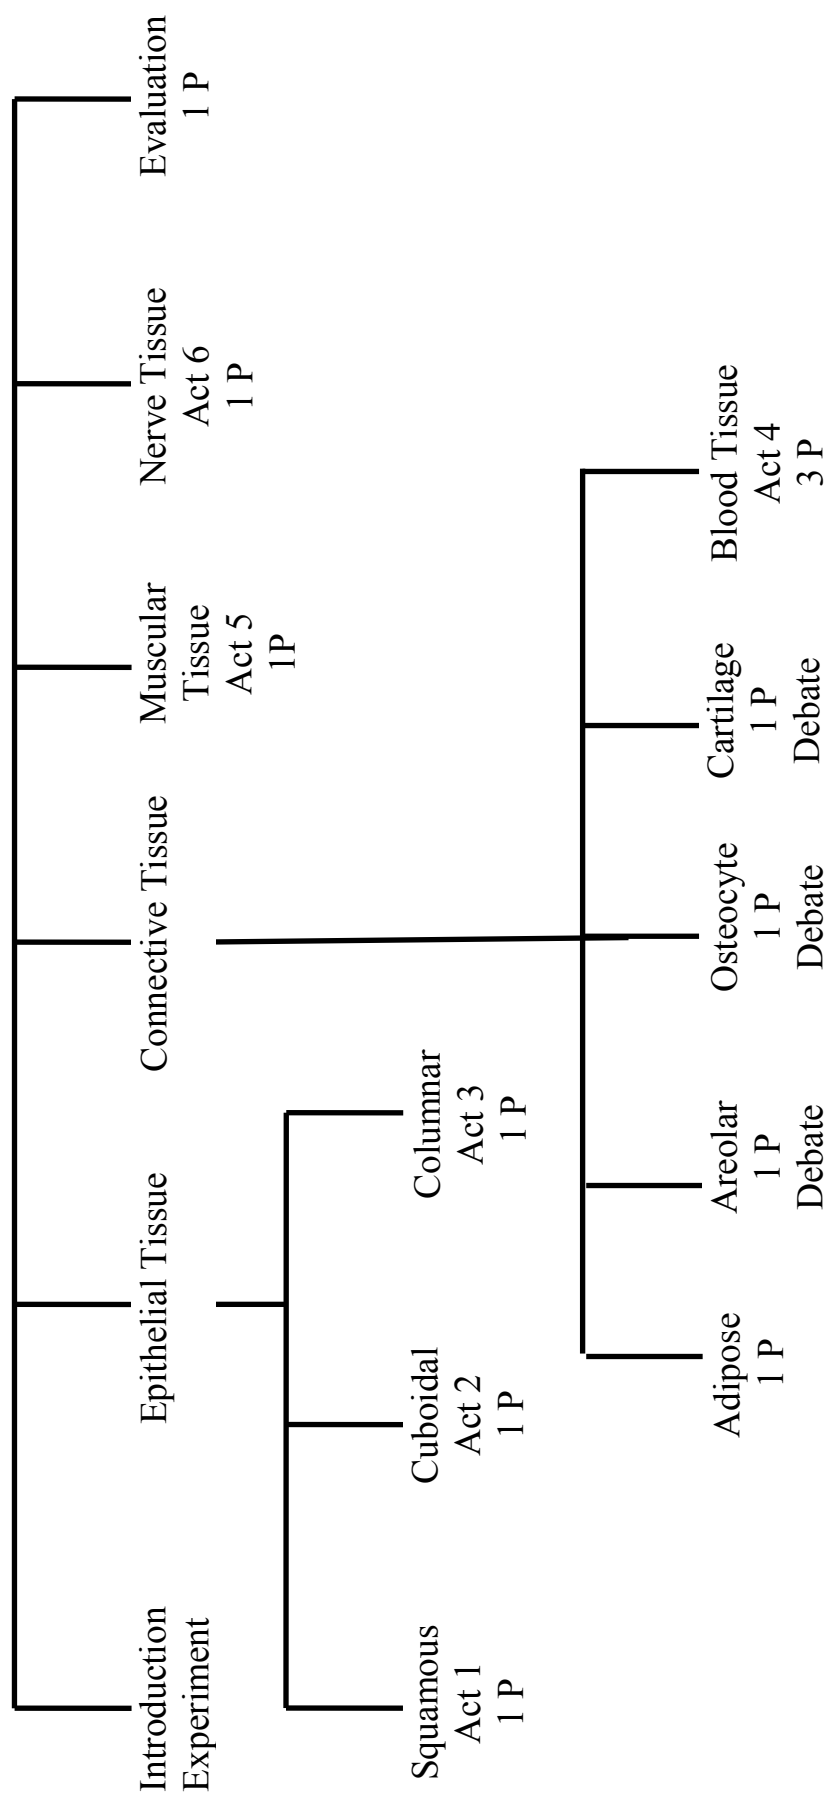 Introduction
Experiment
Epithelial Tissue
Connective Tissue
Muscular
Tissue
Act 5
1P
Nerve Tissue
Act 6
1 P
Evaluation
1 P
Squamous
Act 1
1 P
Cuboidal
Act 2
1 P
Columnar
Act 3
1 P
Adipose
1 P
Areolar
1 P
Debate
Osteocyte
1 P
Debate
Cartilage
1 P
Debate
Blood Tissue
Act 4
3 P